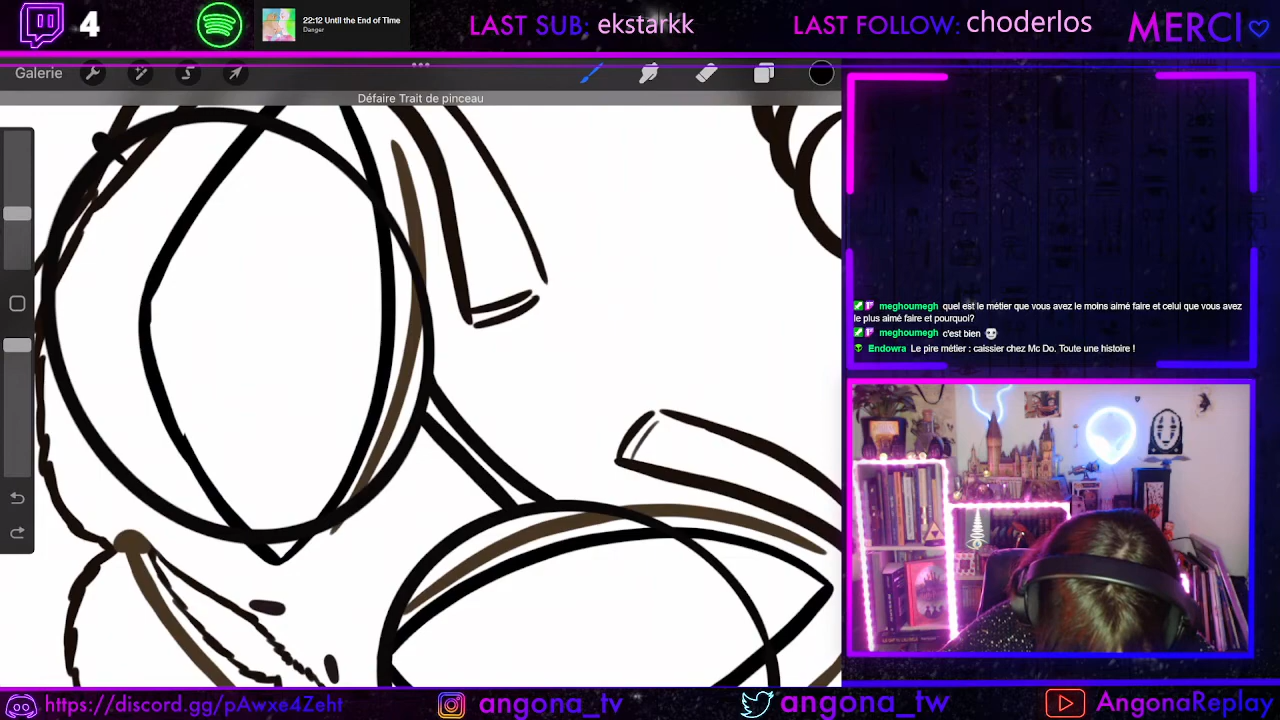 4
22:12 Until the End of Time
Danger
LAST SUB: ekstarkk
LAST FOLLOW: choderlos
MERCI
Galerie
Défaire Trait de pinceau
meghoumegh quel est le métier que vous avez le moins aimé faire et celui que vous avez
le plus aimé faire et pourquoi?
meghoumegh c'est bien
Endowra Le pire métier : caissier chez Mc Do. Toute une histoire !
https://discord.gg/pAwxe4Zeht
angona_tv
angona_tw
AngonaReplay